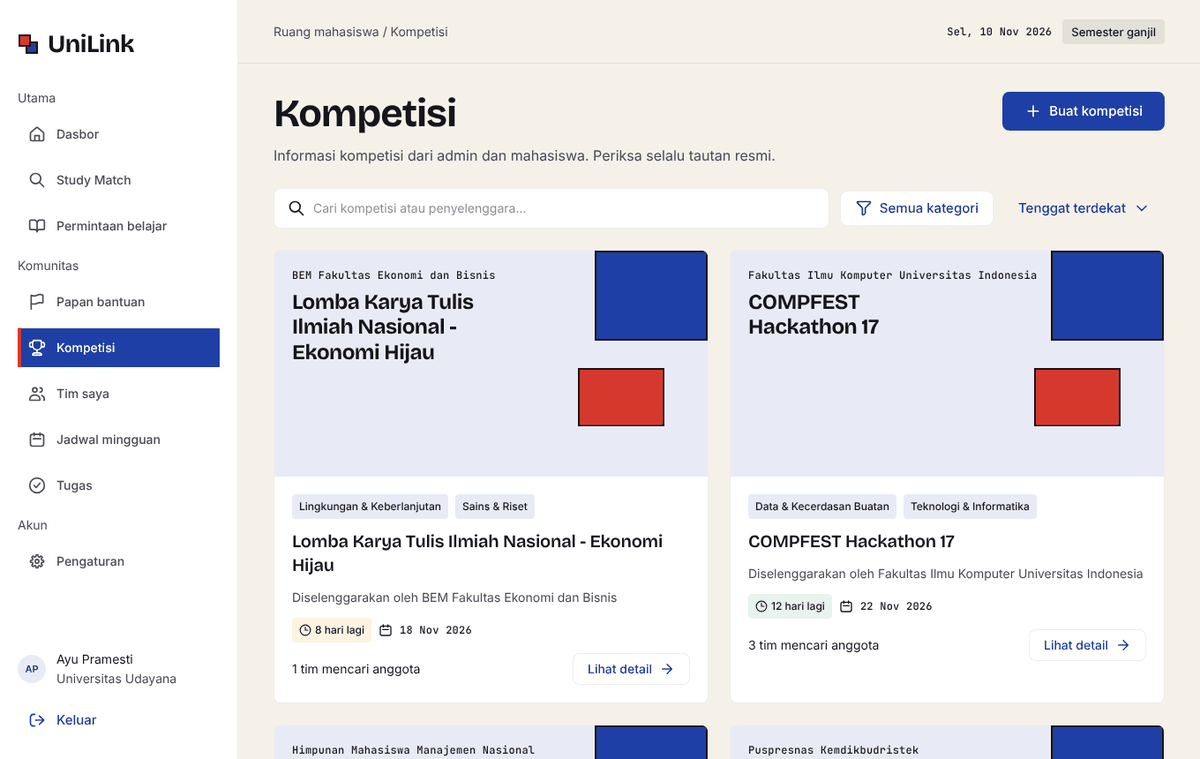 UniLink
Utama
Dasbor
Study Match
Permintaan belajar
Komunitas
Papan bantuan
Kompetisi
Tim saya
Jadwal mingguan
Tugas
Akun
Pengaturan
AP
Ayu Pramesti
Universitas Udayana
Keluar
Ruang mahasiswa / Kompetisi
Sel, 10 Nov 2026
Semester ganjil
Kompetisi
Buat kompetisi
Informasi kompetisi dari admin dan mahasiswa. Periksa selalu tautan resmi.
Cari kompetisi atau penyelenggara...
Semua kategori
Tenggat terdekat
BEM Fakultas Ekonomi dan Bisnis
Lomba Karya Tulis
Ilmiah Nasional -
Ekonomi Hijau
Lingkungan & Keberlanjutan
Sains & Riset
Lomba Karya Tulis Ilmiah Nasional - Ekonomi
Hijau
Diselenggarakan oleh BEM Fakultas Ekonomi dan Bisnis
8 hari lagi
18 Nov 2026
1 tim mencari anggota
Lihat detail
Fakultas Ilmu Komputer Universitas Indonesia
COMPFEST
Hackathon 17
Data & Kecerdasan Buatan
Teknologi & Informatika
COMPFEST Hackathon 17
Diselenggarakan oleh Fakultas Ilmu Komputer Universitas Indonesia
12 hari lagi
22 Nov 2026
3 tim mencari anggota
Lihat detail
Himpunan Mahasiswa Manajemen Nasional
Puspresnas Kemdikbudristek